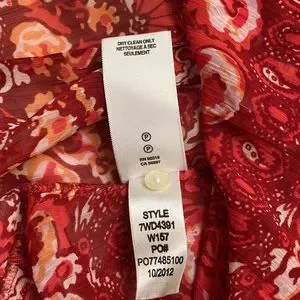 DRY CLEAN ONLY
NETTOYAGE À SEC
SEULEMENT
P
P
STYLE
7WD4391
W157
PO#
PO77485100
10/2012